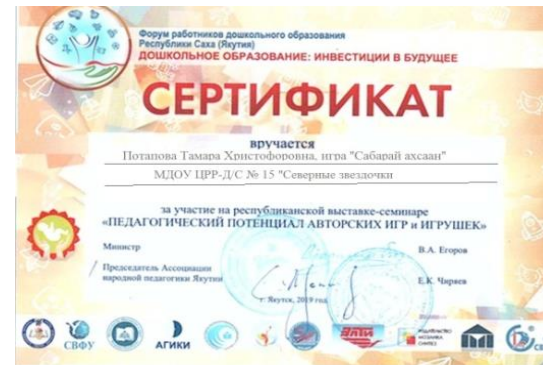 Форум работников дошкольного образования
Республики Саха (Якутия)
ДОШКОЛЬНОЕ ОБРАЗОВАНИЕ: ИНВЕСТИЦИИ В БУДУЩЕЕ
СЕРТИФИКАТ
вручается
Потапова Тамара Христофоровна, игра "Сабарай ахсаан"
МДОУ ЦРР-Д/С № 15 "Северные звездочки
за участие на республиканской выставке-семинаре
«ПЕДАГОГИЧЕСКИЙ ПОТЕНЦИАЛ АВТОРСКИХ ИГР и ИГРУШЕК»
Министр В.А. Егоров
Председатель Ассоциации
народной педагогики Якутии Е.К. Чиряев
г. Якутск, 2019 год
СВФУ АГИКИ ЯПТИ